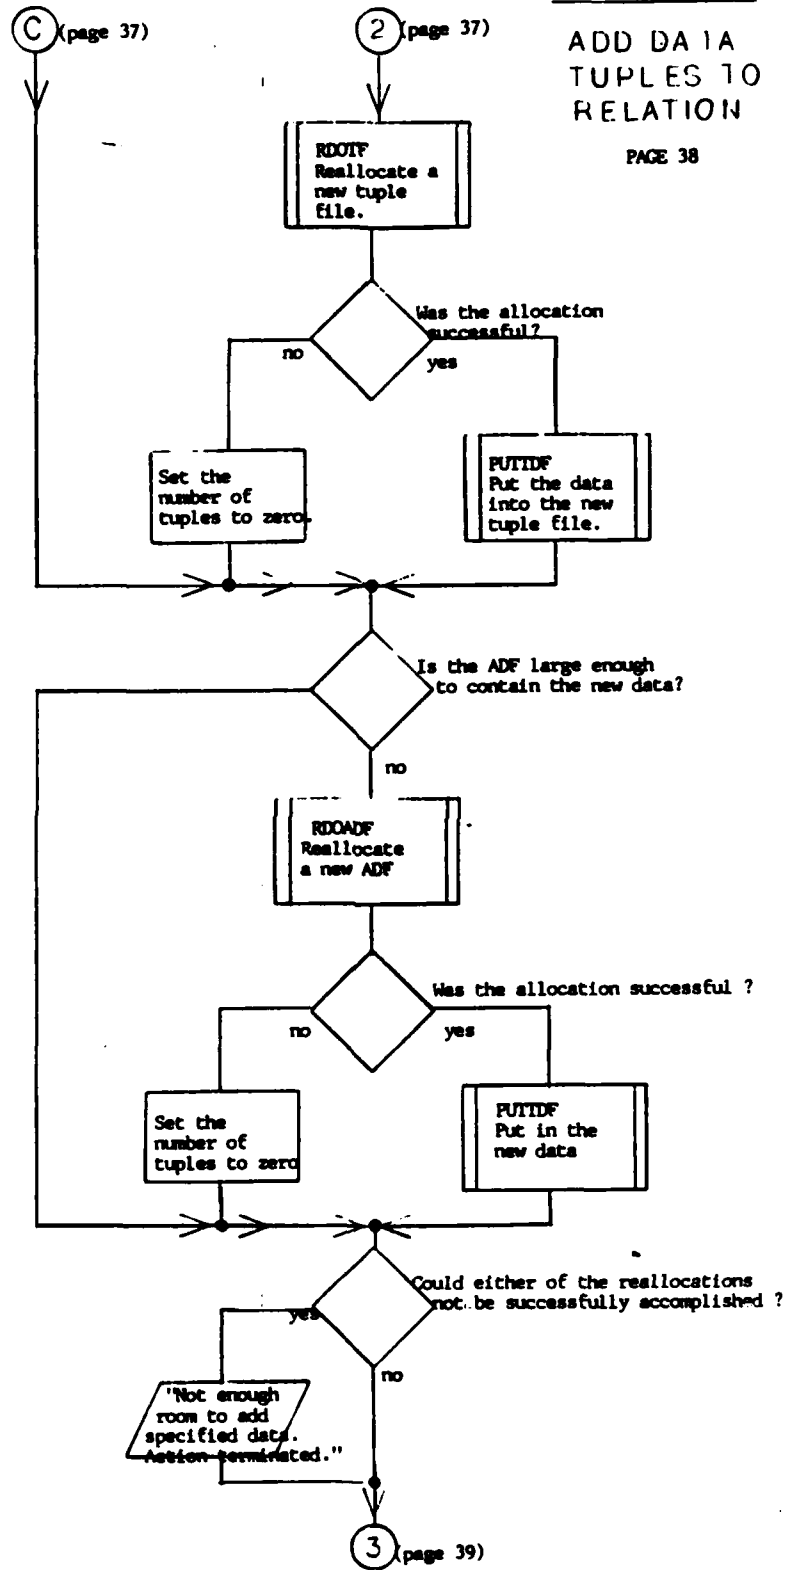 C (page 37)
2 (page 37)
ADD DATA
TUPLES TO
RELATION
PAGE 38
RDOTF
Reallocate a
new tuple
file.
Was the allocation
successful?
no
yes
Set the
number of
tuples to zero.
PUTTDF
Put the data
into the new
tuple file.
Is the ADF large enough
to contain the new data?
no
RDOADF
Reallocate
a new ADF
Was the allocation successful ?
no
yes
Set the
number of
tuples to zero
PUTTDF
Put in the
new data
Could either of the reallocations
not be successfully accomplished ?
yes
no
"Not enough
room to add
specified data.
Action terminated."
3 (page 39)